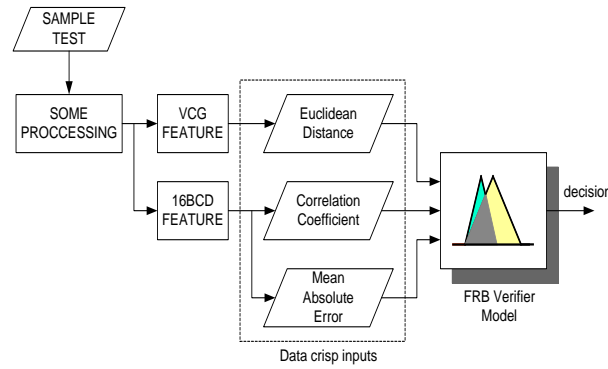 SAMPLE
TEST
SOME
PROCCESSING
VCG
FEATURE
16BCD
FEATURE
Euclidean
Distance
Correlation
Coefficient
Mean
Absolute
Error
Data crisp inputs
FRB Verifier
Model
decision